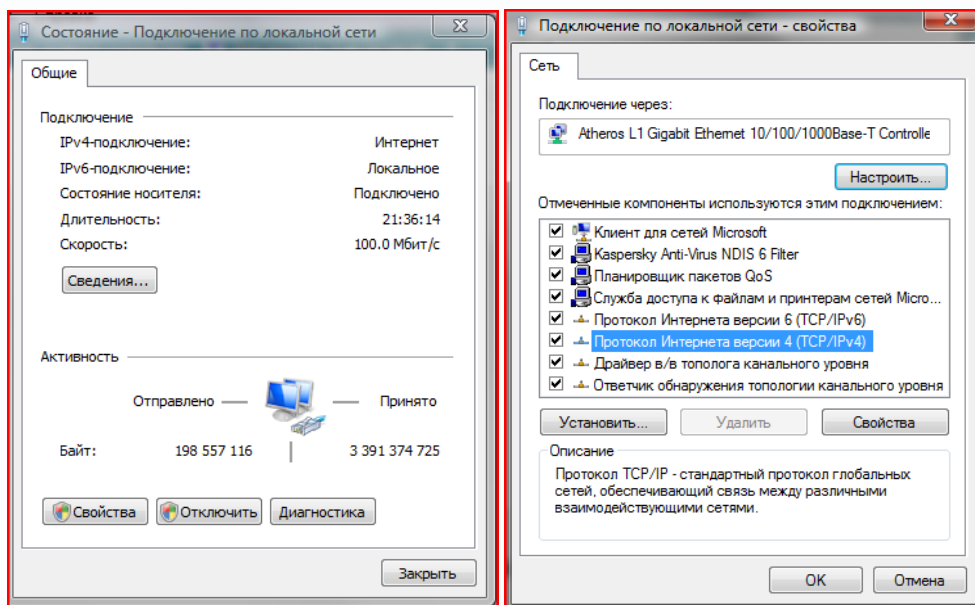 Состояние - Подключение по локальной сети
Общие
Подключение
IPv4-подключение: Интернет
IPv6-подключение: Локальное
Состояние носителя: Подключено
Длительность: 21:36:14
Скорость: 100.0 Мбит/с
Сведения...
Активность
Отправлено — — Принято
Байт: 198 557 116 3 391 374 725
Свойства Отключить Диагностика
Закрыть
Подключение по локальной сети - свойства
Сеть
Подключение через:
Atheros L1 Gigabit Ethernet 10/100/1000Base-T Controlle
Настроить...
Отмеченные компоненты используются этим подключением:
Клиент для сетей Microsoft
Kaspersky Anti-Virus NDIS 6 Filter
Планировщик пакетов QoS
Служба доступа к файлам и принтерам сетей Micro...
Протокол Интернета версии 6 (TCP/IPv6)
Протокол Интернета версии 4 (TCP/IPv4)
Драйвер в/в тополога канального уровня
Ответчик обнаружения топологии канального уровня
Установить... Удалить Свойства
Описание
Протокол TCP/IP - стандартный протокол глобальных
сетей, обеспечивающий связь между различными
взаимодействующими сетями.
OK Отмена